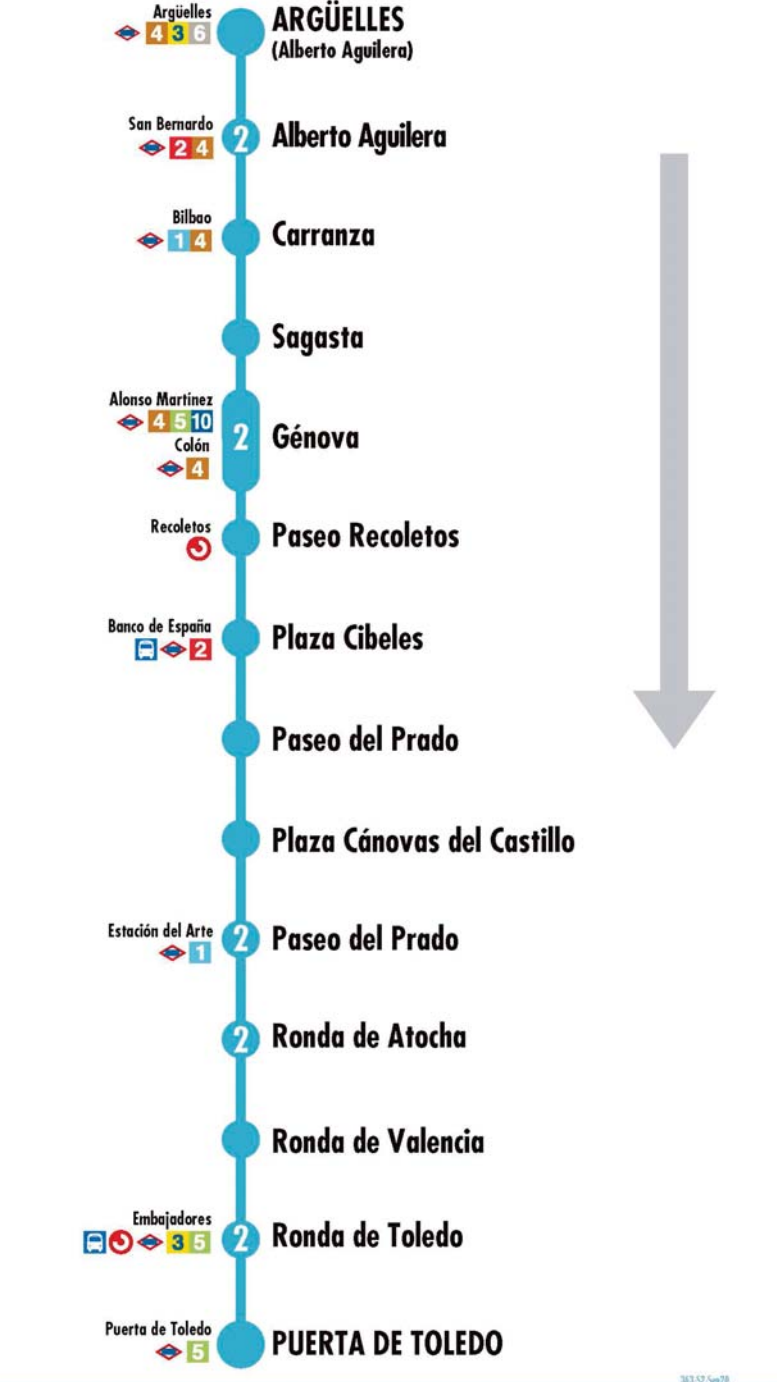 Argüelles
4 3 6
ARGÜELLES
(Alberto Aguilera)
San Bernardo
2 4
2
Alberto Aguilera
Bilbao
1 4
Carranza
Sagasta
Alonso Martínez
4 5 10
Colón
4
2
Génova
Recoletos
Paseo Recoletos
Banco de España
2
Plaza Cibeles
Paseo del Prado
Plaza Cánovas del Castillo
Estación del Arte
1
2
Paseo del Prado
2
Ronda de Atocha
Ronda de Valencia
Embajadores
3 5
2
Ronda de Toledo
Puerta de Toledo
5
PUERTA DE TOLEDO